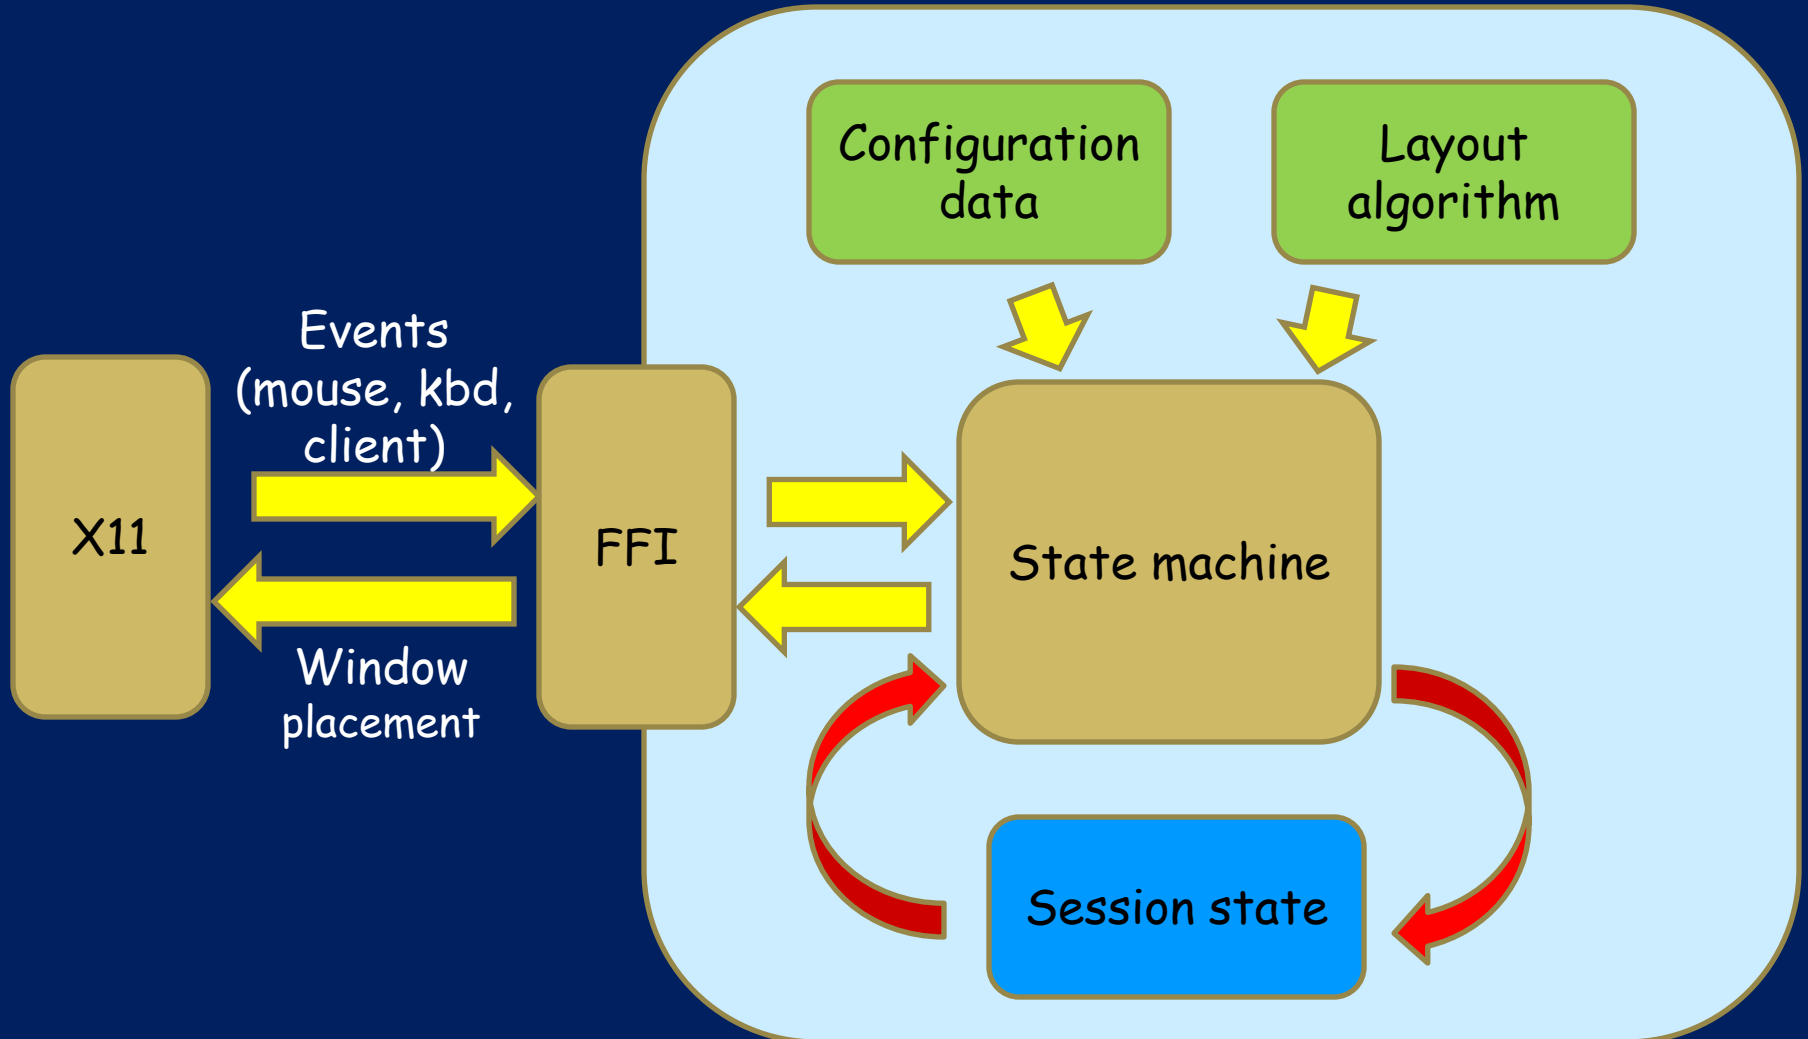 Configuration
data
Layout
algorithm
Events
(mouse, kbd,
client)
X11
FFI
State machine
Window
placement
Session state